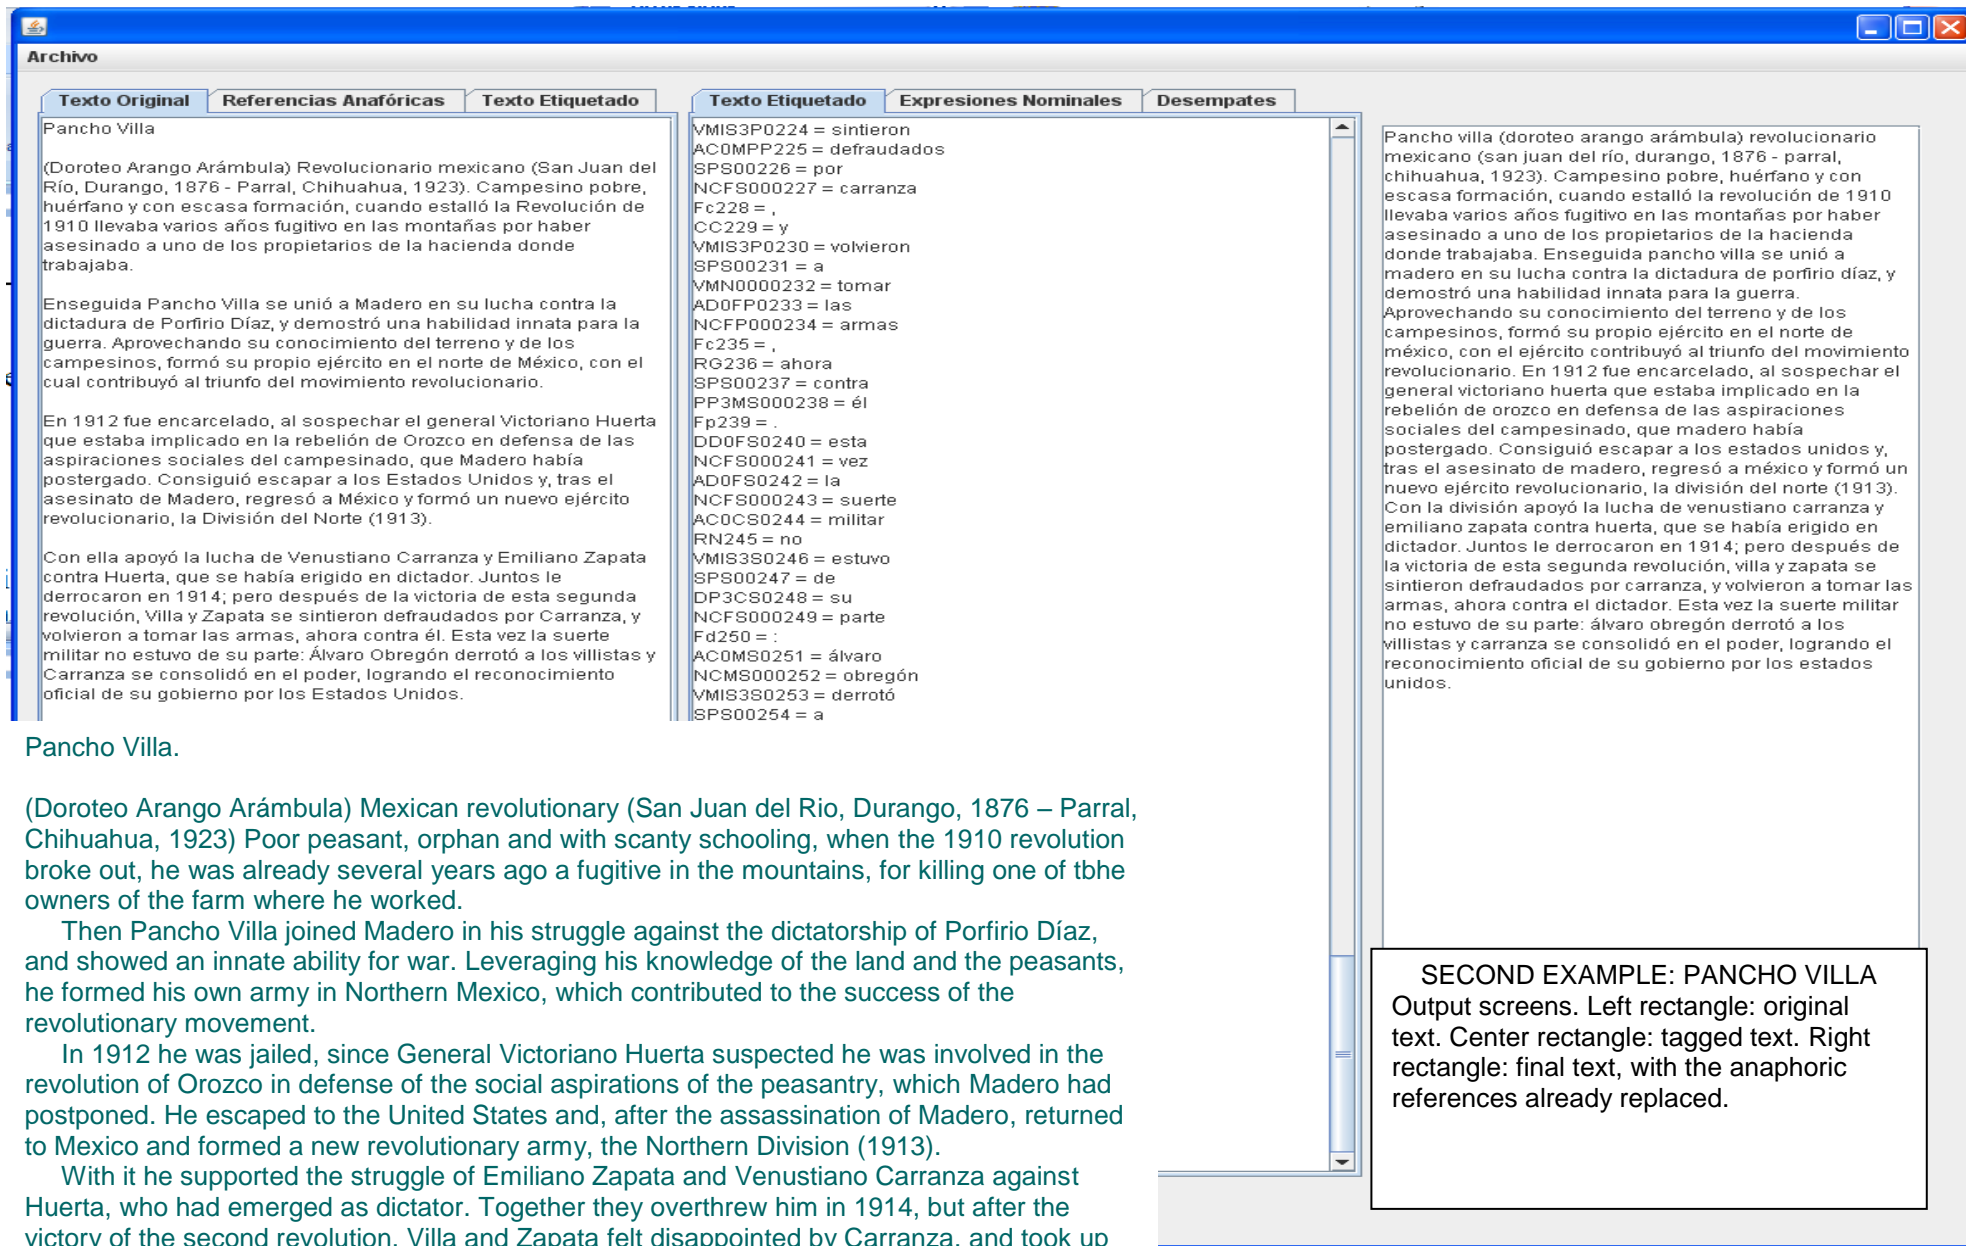 Archivo
Texto Original
Referencias Anafóricas
Texto Etiquetado
Pancho Villa
(Doroteo Arango Arámbula) Revolucionario mexicano (San Juan del
Río, Durango, 1876 - Parral, Chihuahua, 1923). Campesino pobre,
huérfano y con escasa formación, cuando estalló la Revolución de
1910 llevaba varios años fugitivo en las montañas por haber
asesinado a uno de los propietarios de la hacienda donde
trabajaba.
Enseguida Pancho Villa se unió a Madero en su lucha contra la
dictadura de Porfirio Díaz, y demostró una habilidad innata para la
guerra. Aprovechando su conocimiento del terreno y de los
campesinos, formó su propio ejército en el norte de México, con el
cual contribuyó al triunfo del movimiento revolucionario.
En 1912 fue encarcelado, al sospechar el general Victoriano Huerta
que estaba implicado en la rebelión de Orozco en defensa de las
aspiraciones sociales del campesinado, que Madero había
postergado. Consiguió escapar a los Estados Unidos y, tras el
asesinato de Madero, regresó a México y formó un nuevo ejército
revolucionario, la División del Norte (1913).
Con ella apoyó la lucha de Venustiano Carranza y Emiliano Zapata
contra Huerta, que se había erigido en dictador. Juntos le
derrocaron en 1914; pero después de la victoria de esta segunda
revolución, Villa y Zapata se sintieron defraudados por Carranza, y
volvieron a tomar las armas, ahora contra él. Esta vez la suerte
militar no estuvo de su parte: Álvaro Obregón derrotó a los villistas y
Carranza se consolidó en el poder, logrando el reconocimiento
oficial de su gobierno por los Estados Unidos.
Texto Etiquetado
Expresiones Nominales
Desempates
VMIS3P0224 = sintieron
AC0MPP225 = defraudados
SPS00226 = por
NCFS000227 = carranza
Fc228 = ,
CC229 = y
VMIS3P0230 = volvieron
SPS00231 = a
VMN0000232 = tomar
AD0FP0233 = las
NCFP000234 = armas
Fc235 = ,
RG236 = ahora
SPS00237 = contra
PP3MS000238 = él
Fp239 = .
DD0FS0240 = esta
NCFS000241 = vez
AD0FS0242 = la
NCFS000243 = suerte
AC0CS0244 = militar
RN245 = no
VMIS3S0246 = estuvo
SPS00247 = de
DP3CS0248 = su
NCFS000249 = parte
Fd250 = :
AC0MS0251 = álvaro
NCMS000252 = obregón
VMIS3S0253 = derrotó
SPS00254 = a
Pancho villa (doroteo arango arámbula) revolucionario
mexicano (san juan del río, durango, 1876 - parral,
chihuahua, 1923). Campesino pobre, huérfano y con
escasa formación, cuando estalló la revolución de 1910
llevaba varios años fugitivo en las montañas por haber
asesinado a uno de los propietarios de la hacienda
donde trabajaba. Enseguida pancho villa se unió a
madero en su lucha contra la dictadura de porfirio díaz, y
demostró una habilidad innata para la guerra.
Aprovechando su conocimiento del terreno y de los
campesinos, formó su propio ejército en el norte de
méxico, con el ejército contribuyó al triunfo del movimiento
revolucionario. En 1912 fue encarcelado, al sospechar el
general victoriano huerta que estaba implicado en la
rebelión de orozco en defensa de las aspiraciones
sociales del campesinado, que madero había
postergado. Consiguió escapar a los estados unidos y,
tras el asesinato de madero, regresó a méxico y formó un
nuevo ejército revolucionario, la división del norte (1913).
Con la división apoyó la lucha de venustiano carranza y
emiliano zapata contra huerta, que se había erigido en
dictador. Juntos le derrocaron en 1914; pero después de
la victoria de esta segunda revolución, villa y zapata se
sintieron defraudados por carranza, y volvieron a tomar las
armas, ahora contra el dictador. Esta vez la suerte militar
no estuvo de su parte: álvaro obregón derrotó a los
villistas y carranza se consolidó en el poder, logrando el
reconocimiento oficial de su gobierno por los estados
unidos.
Pancho Villa.
(Doroteo Arango Arámbula) Mexican revolutionary (San Juan del Rio, Durango, 1876 – Parral,
Chihuahua, 1923) Poor peasant, orphan and with scanty schooling, when the 1910 revolution
broke out, he was already several years ago a fugitive in the mountains, for killing one of tbhe
owners of the farm where he worked.
Then Pancho Villa joined Madero in his struggle against the dictatorship of Porfirio Díaz,
and showed an innate ability for war. Leveraging his knowledge of the land and the peasants,
he formed his own army in Northern Mexico, which contributed to the success of the
revolutionary movement.
In 1912 he was jailed, since General Victoriano Huerta suspected he was involved in the
revolution of Orozco in defense of the social aspirations of the peasantry, which Madero had
postponed. He escaped to the United States and, after the assassination of Madero, returned
to Mexico and formed a new revolutionary army, the Northern Division (1913).
With it he supported the struggle of Emiliano Zapata and Venustiano Carranza against
Huerta, who had emerged as dictator. Together they overthrew him in 1914, but after the
victory of the second revolution, Villa and Zapata felt disappointed by Carranza, and took up
SECOND EXAMPLE: PANCHO VILLA
Output screens. Left rectangle: original
text. Center rectangle: tagged text. Right
rectangle: final text, with the anaphoric
references already replaced.